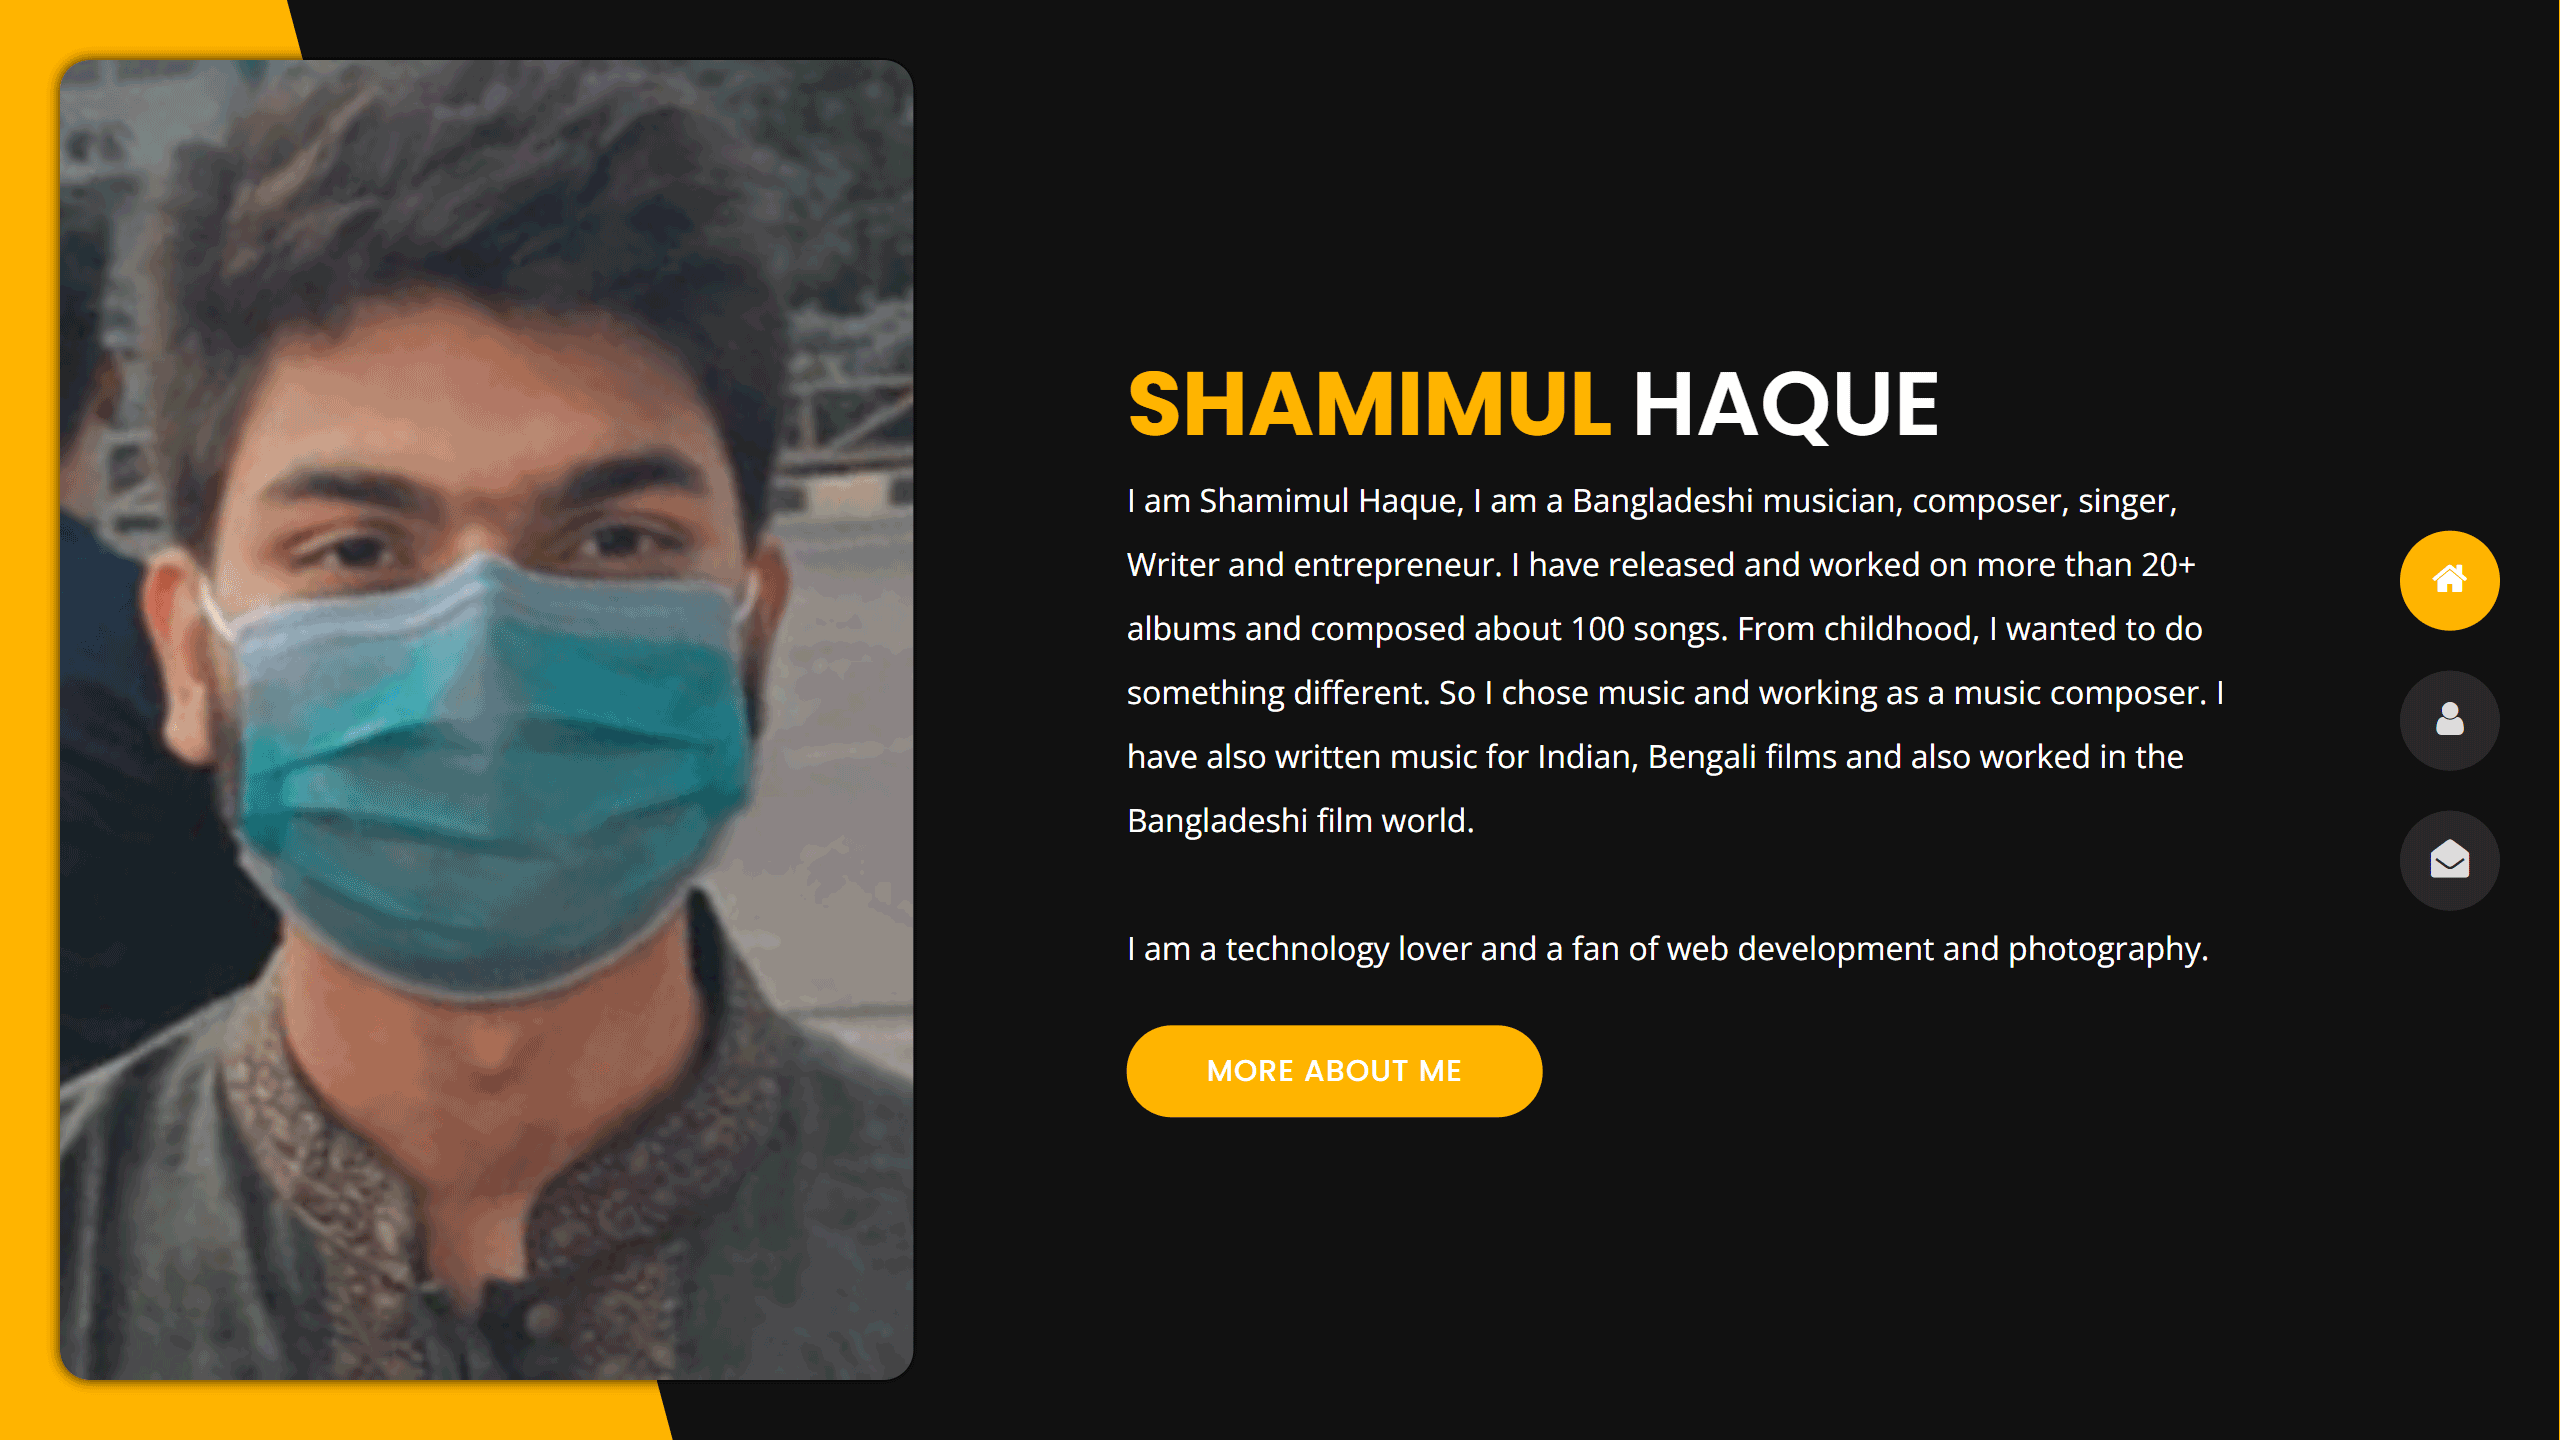 SHAMIMUL HAQUE
I am Shamimul Haque, I am a Bangladeshi musician, composer, singer,
Writer and entrepreneur. I have released and worked on more than 20+
albums and composed about 100 songs. From childhood, I wanted to do
something different. So I chose music and working as a music composer. I
have also written music for Indian, Bengali films and also worked in the
Bangladeshi film world.
I am a technology lover and a fan of web development and photography.
MORE ABOUT ME